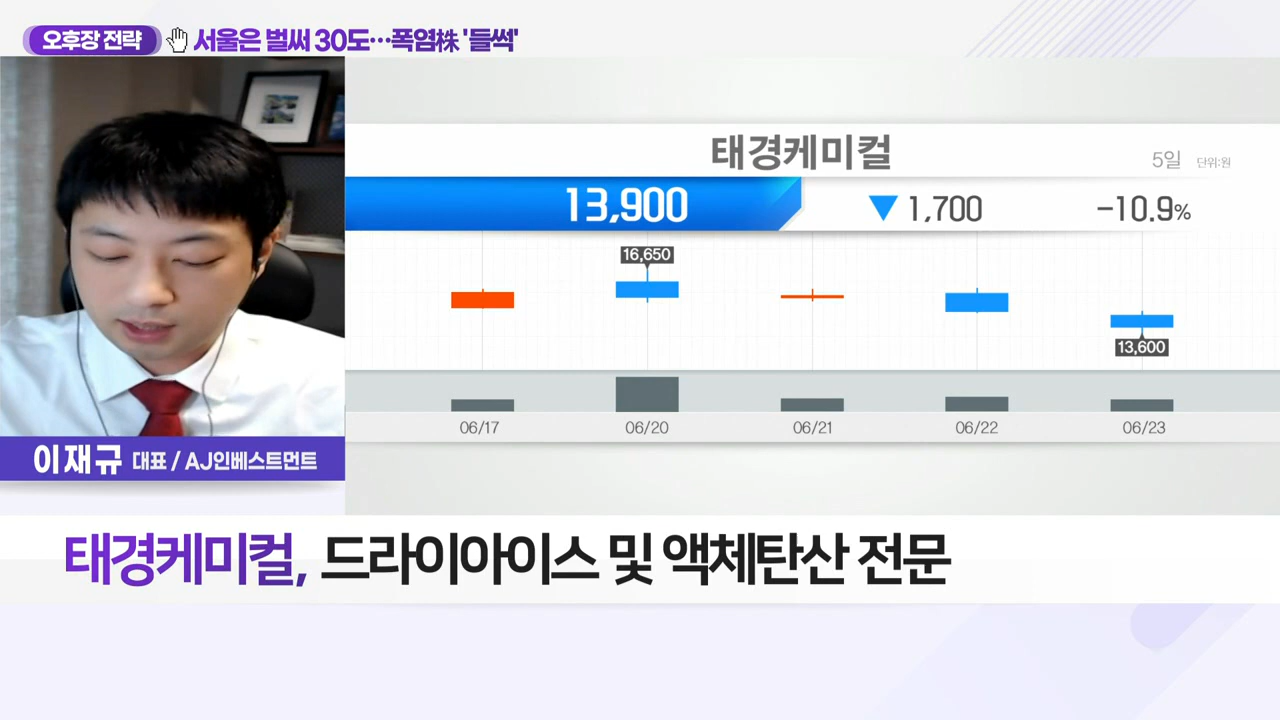 오후장 전략 서울은 벌써 30도…폭염株 '들썩'
태경케미컬
5일 단위:원
13,900 ▼ 1,700 -10.9%
16,650
13,600
06/17 06/20 06/21 06/22 06/23
이재규 대표 / AJ인베스트먼트
태경케미컬, 드라이아이스 및 액체탄산 전문